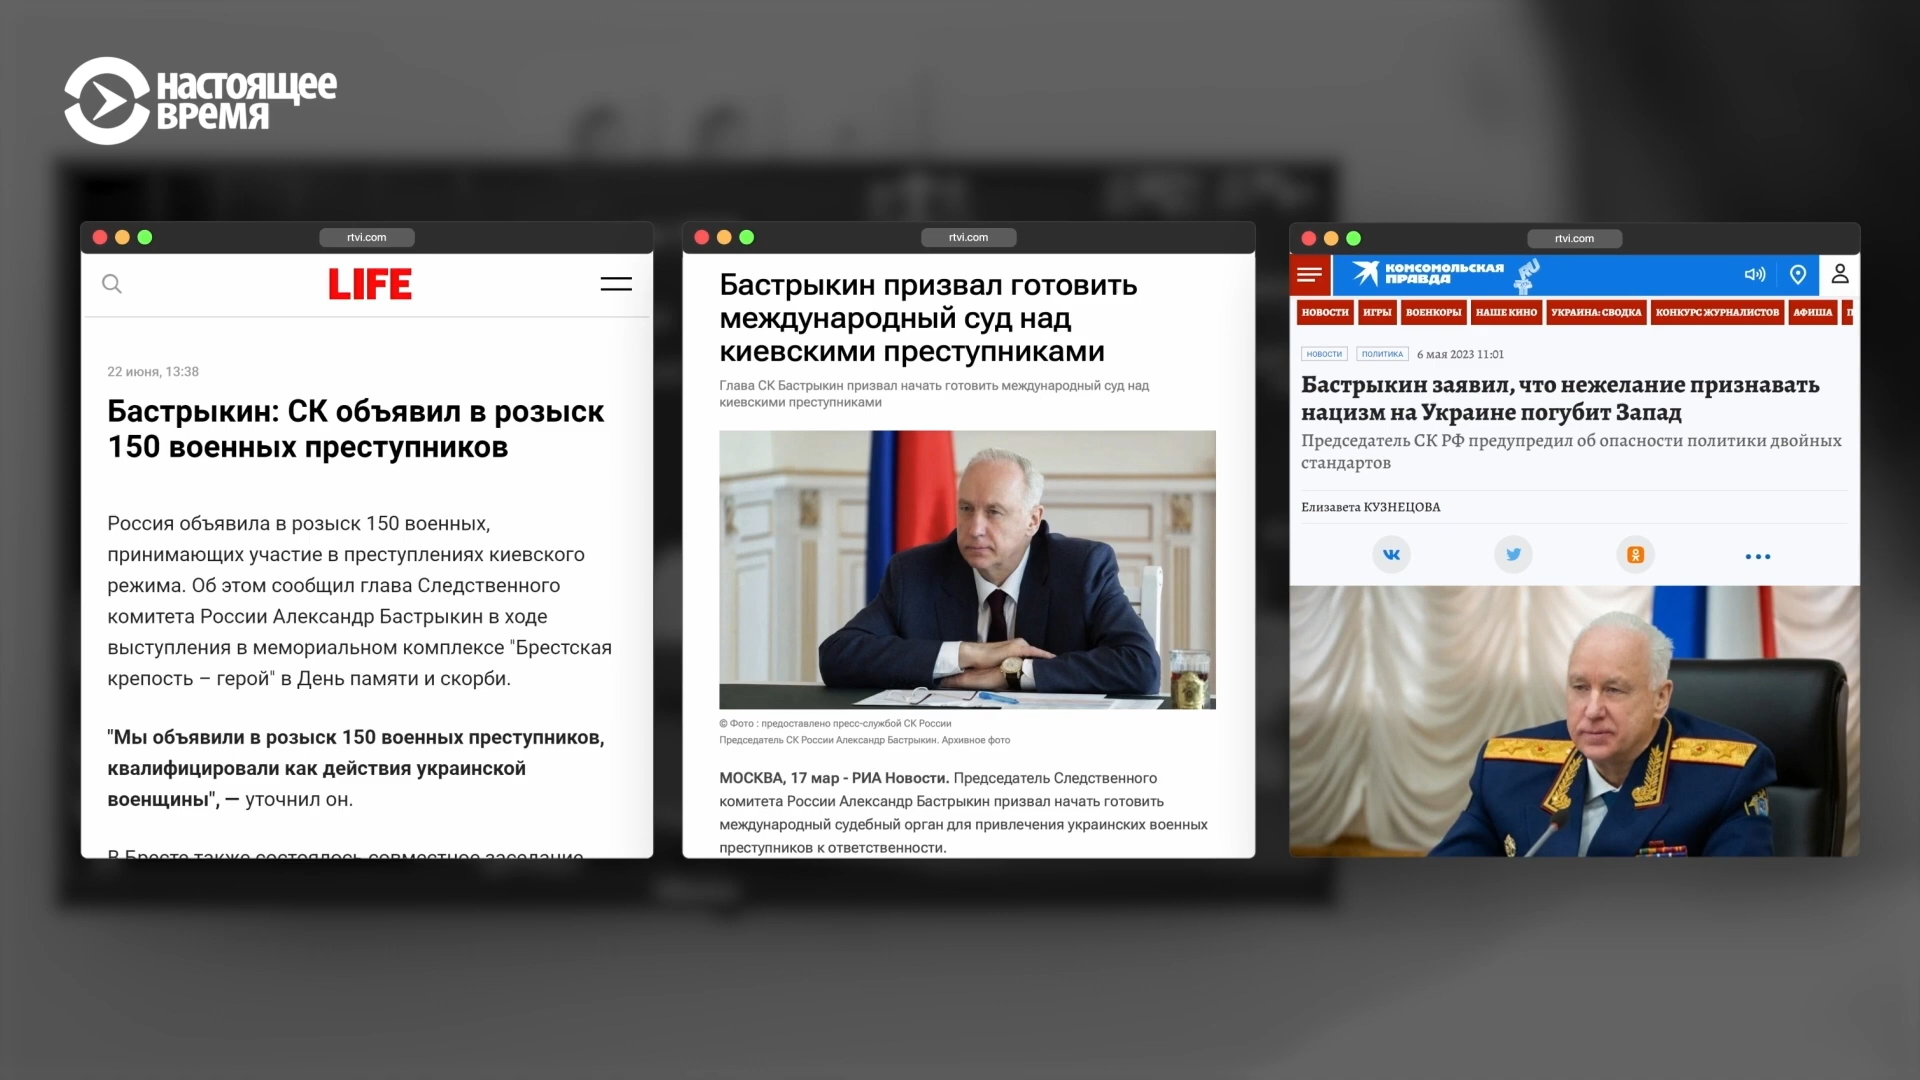 настоящее
время
rtvi.com
LIFE
22 июня, 13:38
Бастрыкин: СК объявил в розыск
150 военных преступников
Россия объявила в розыск 150 военных,
принимающих участие в преступлениях киевского
режима. Об этом сообщил глава Следственного
комитета России Александр Бастрыкин в ходе
выступления в мемориальном комплексе "Брестская
крепость – герой" в День памяти и скорби.
"Мы объявили в розыск 150 военных преступников,
квалифицировали как действия украинской
военщины", — уточнил он.
В Бресте также состоялось совместное заседание
rtvi.com
Бастрыкин призвал готовить
международный суд над
киевскими преступниками
Глава СК Бастрыкин призвал начать готовить международный суд над
киевскими преступниками
© Фото : предоставлено пресс-службой СК России
Председатель СК России Александр Бастрыкин. Архивное фото
МОСКВА, 17 мар - РИА Новости. Председатель Следственного
комитета России Александр Бастрыкин призвал начать готовить
международный судебный орган для привлечения украинских военных
преступников к ответственности.
rtvi.com
КОМСОМОЛЬСКАЯ
ПРАВДА
.RU
НОВОСТИ ИГРЫ ВОЕНКОРЫ НАШЕ КИНО УКРАИНА: СВОДКА КОНКУРС ЖУРНАЛИСТОВ АФИША
НОВОСТИ ПОЛИТИКА 6 мая 2023 11:01
Бастрыкин заявил, что нежелание признавать
нацизм на Украине погубит Запад
Председатель СК РФ предупредил об опасности политики двойных
стандартов
Елизавета КУЗНЕЦОВА